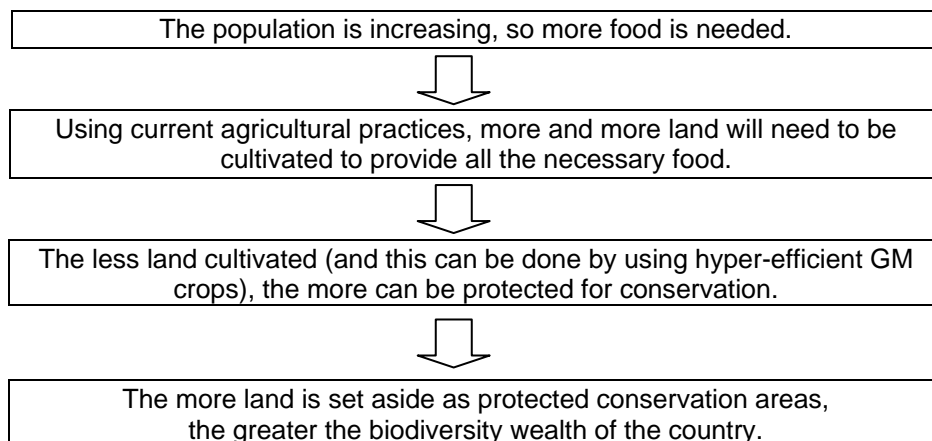 The population is increasing, so more food is needed.
Using current agricultural practices, more and more land will need to be
cultivated to provide all the necessary food.
The less land cultivated (and this can be done by using hyper-efficient GM
crops), the more can be protected for conservation.
The more land is set aside as protected conservation areas,
the greater the biodiversity wealth of the country.